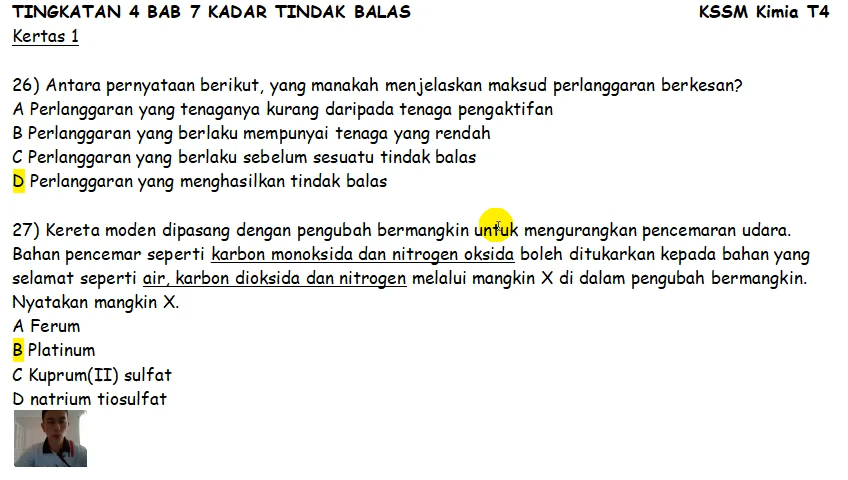 TINGKATAN 4 BAB 7 KADAR TINDAK BALAS KSSM Kimia T4
Kertas 1
26) Antara pernyataan berikut, yang manakah menjelaskan maksud perlanggaran berkesan?
A Perlanggaran yang tenaganya kurang daripada tenaga pengaktifan
B Perlanggaran yang berlaku mempunyai tenaga yang rendah
C Perlanggaran yang berlaku sebelum sesuatu tindak balas
D Perlanggaran yang menghasilkan tindak balas
27) Kereta moden dipasang dengan pengubah bermangkin untuk mengurangkan pencemaran udara.
Bahan pencemar seperti karbon monoksida dan nitrogen oksida boleh ditukarkan kepada bahan yang
selamat seperti air, karbon dioksida dan nitrogen melalui mangkin X di dalam pengubah bermangkin.
Nyatakan mangkin X.
A Ferum
B Platinum
C Kuprum(II) sulfat
D natrium tiosulfat